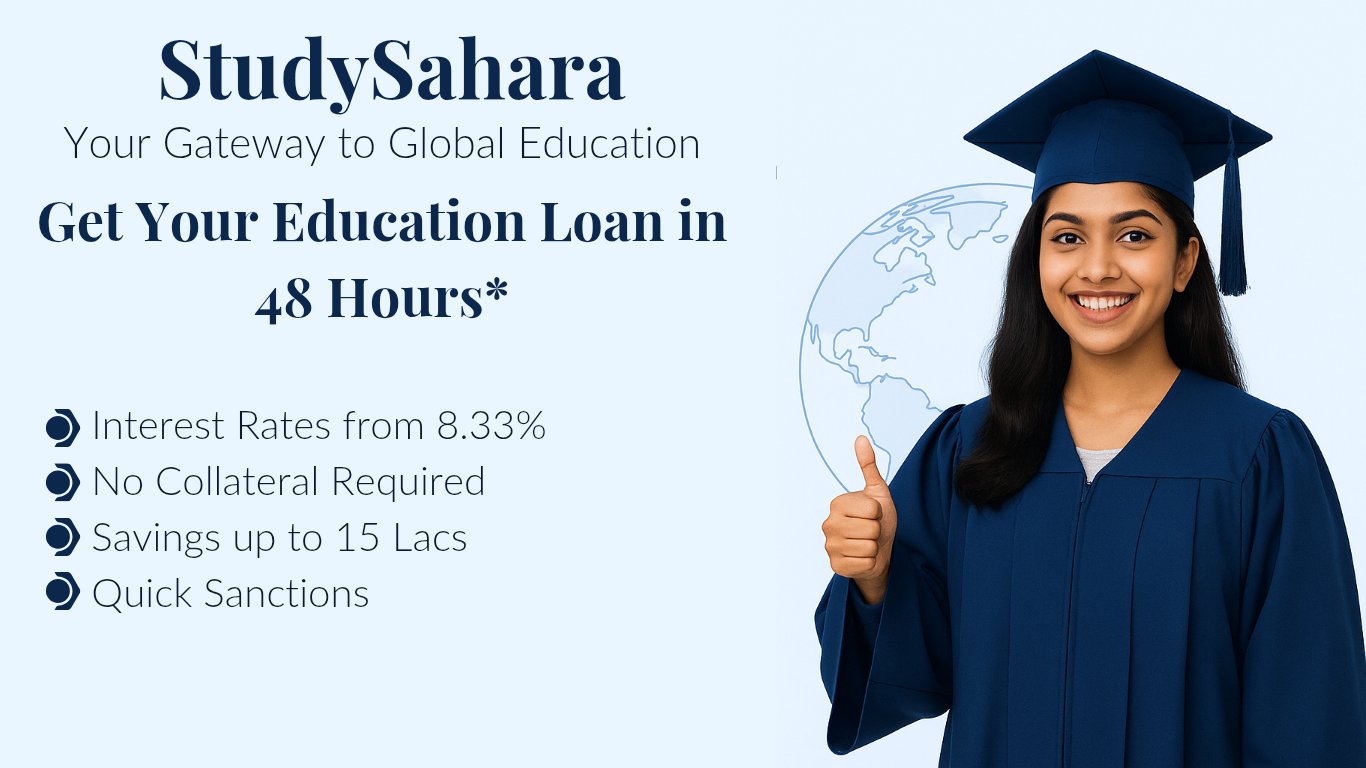 StudySahara
Your Gateway to Global Education
Get Your Education Loan in
48 Hours*
Interest Rates from 8.33%
No Collateral Required
Savings up to 15 Lacs
Quick Sanctions